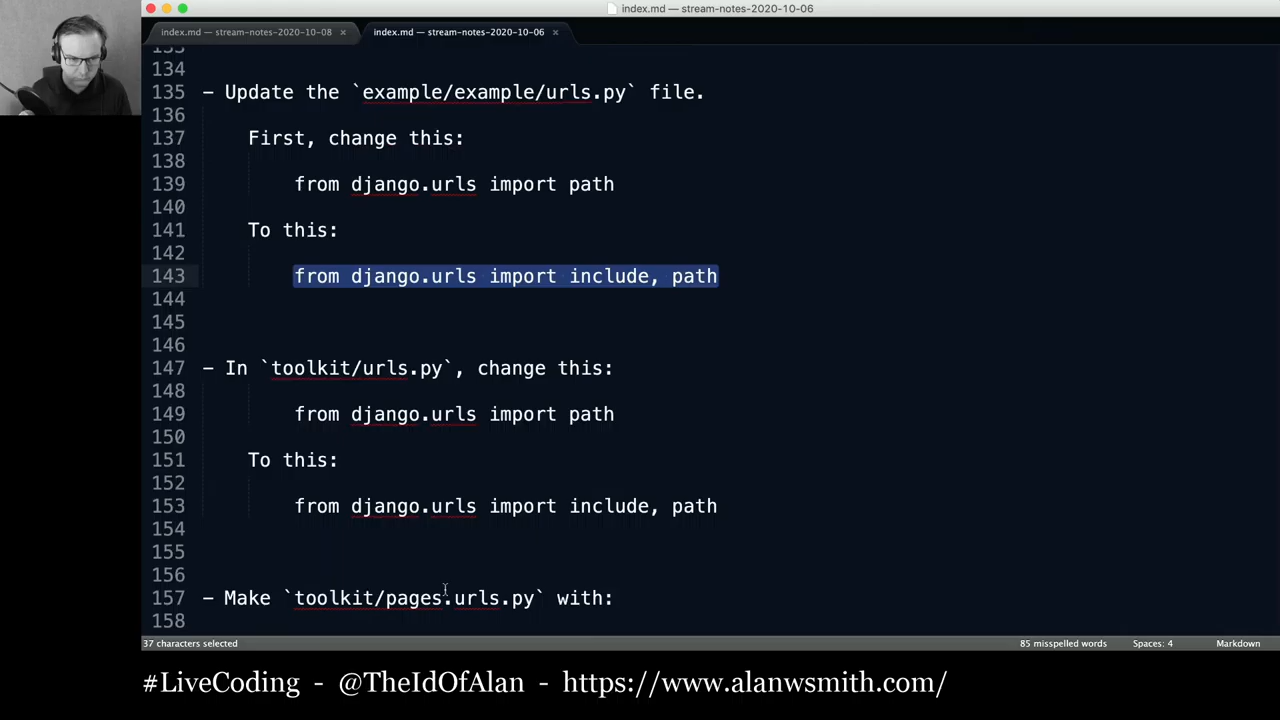 index.md — stream-notes-2020-10-06
index.md — stream-notes-2020-10-08 ×
index.md — stream-notes-2020-10-06 ×
133
134
135 - Update the `example/example/urls.py` file.
136
137 First, change this:
138
139 from django.urls import path
140
141 To this:
142
143 from django.urls import include, path
144
145
146
147 - In `toolkit/urls.py`, change this:
148
149 from django.urls import path
150
151 To this:
152
153 from django.urls import include, path
154
155
156
157 - Make `toolkit/pages.urls.py` with:
158
37 characters selected
85 misspelled words
Spaces: 4
Markdown
#LiveCoding - @TheIdOfAlan - https://www.alanwsmith.com/